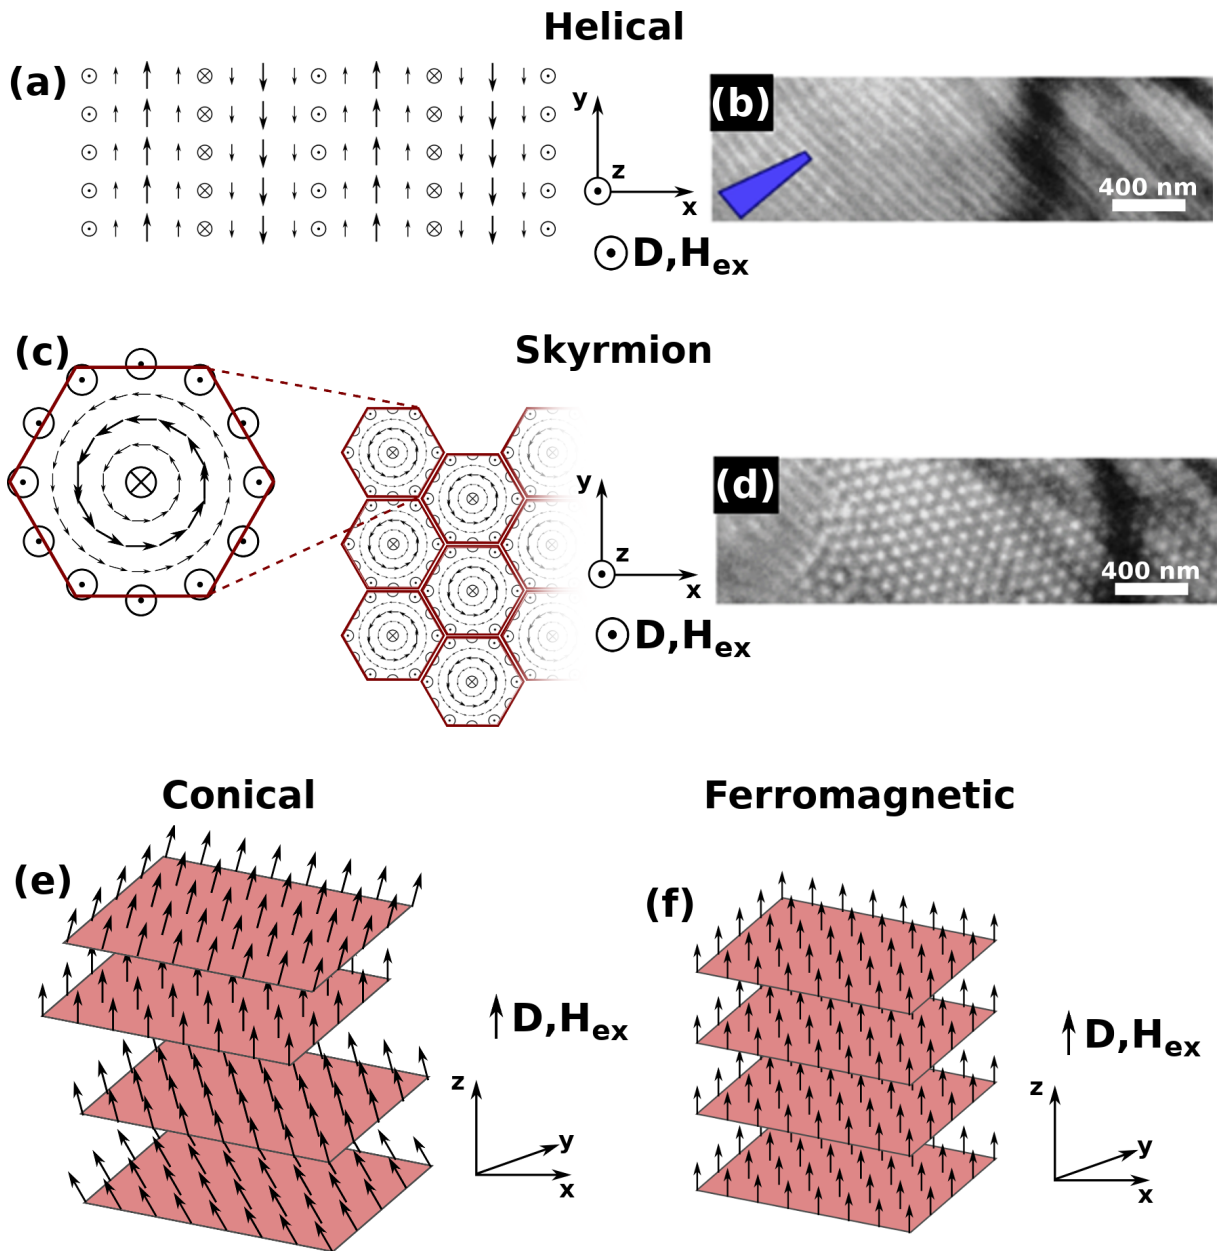 Helical
(a)
y
z
x
D,Hex
(b)
400 nm
Skyrmion
(c)
y
z
x
D,Hex
(d)
400 nm
Conical
(e)
D,Hex
z
y
x
Ferromagnetic
(f)
D,Hex
z
y
x